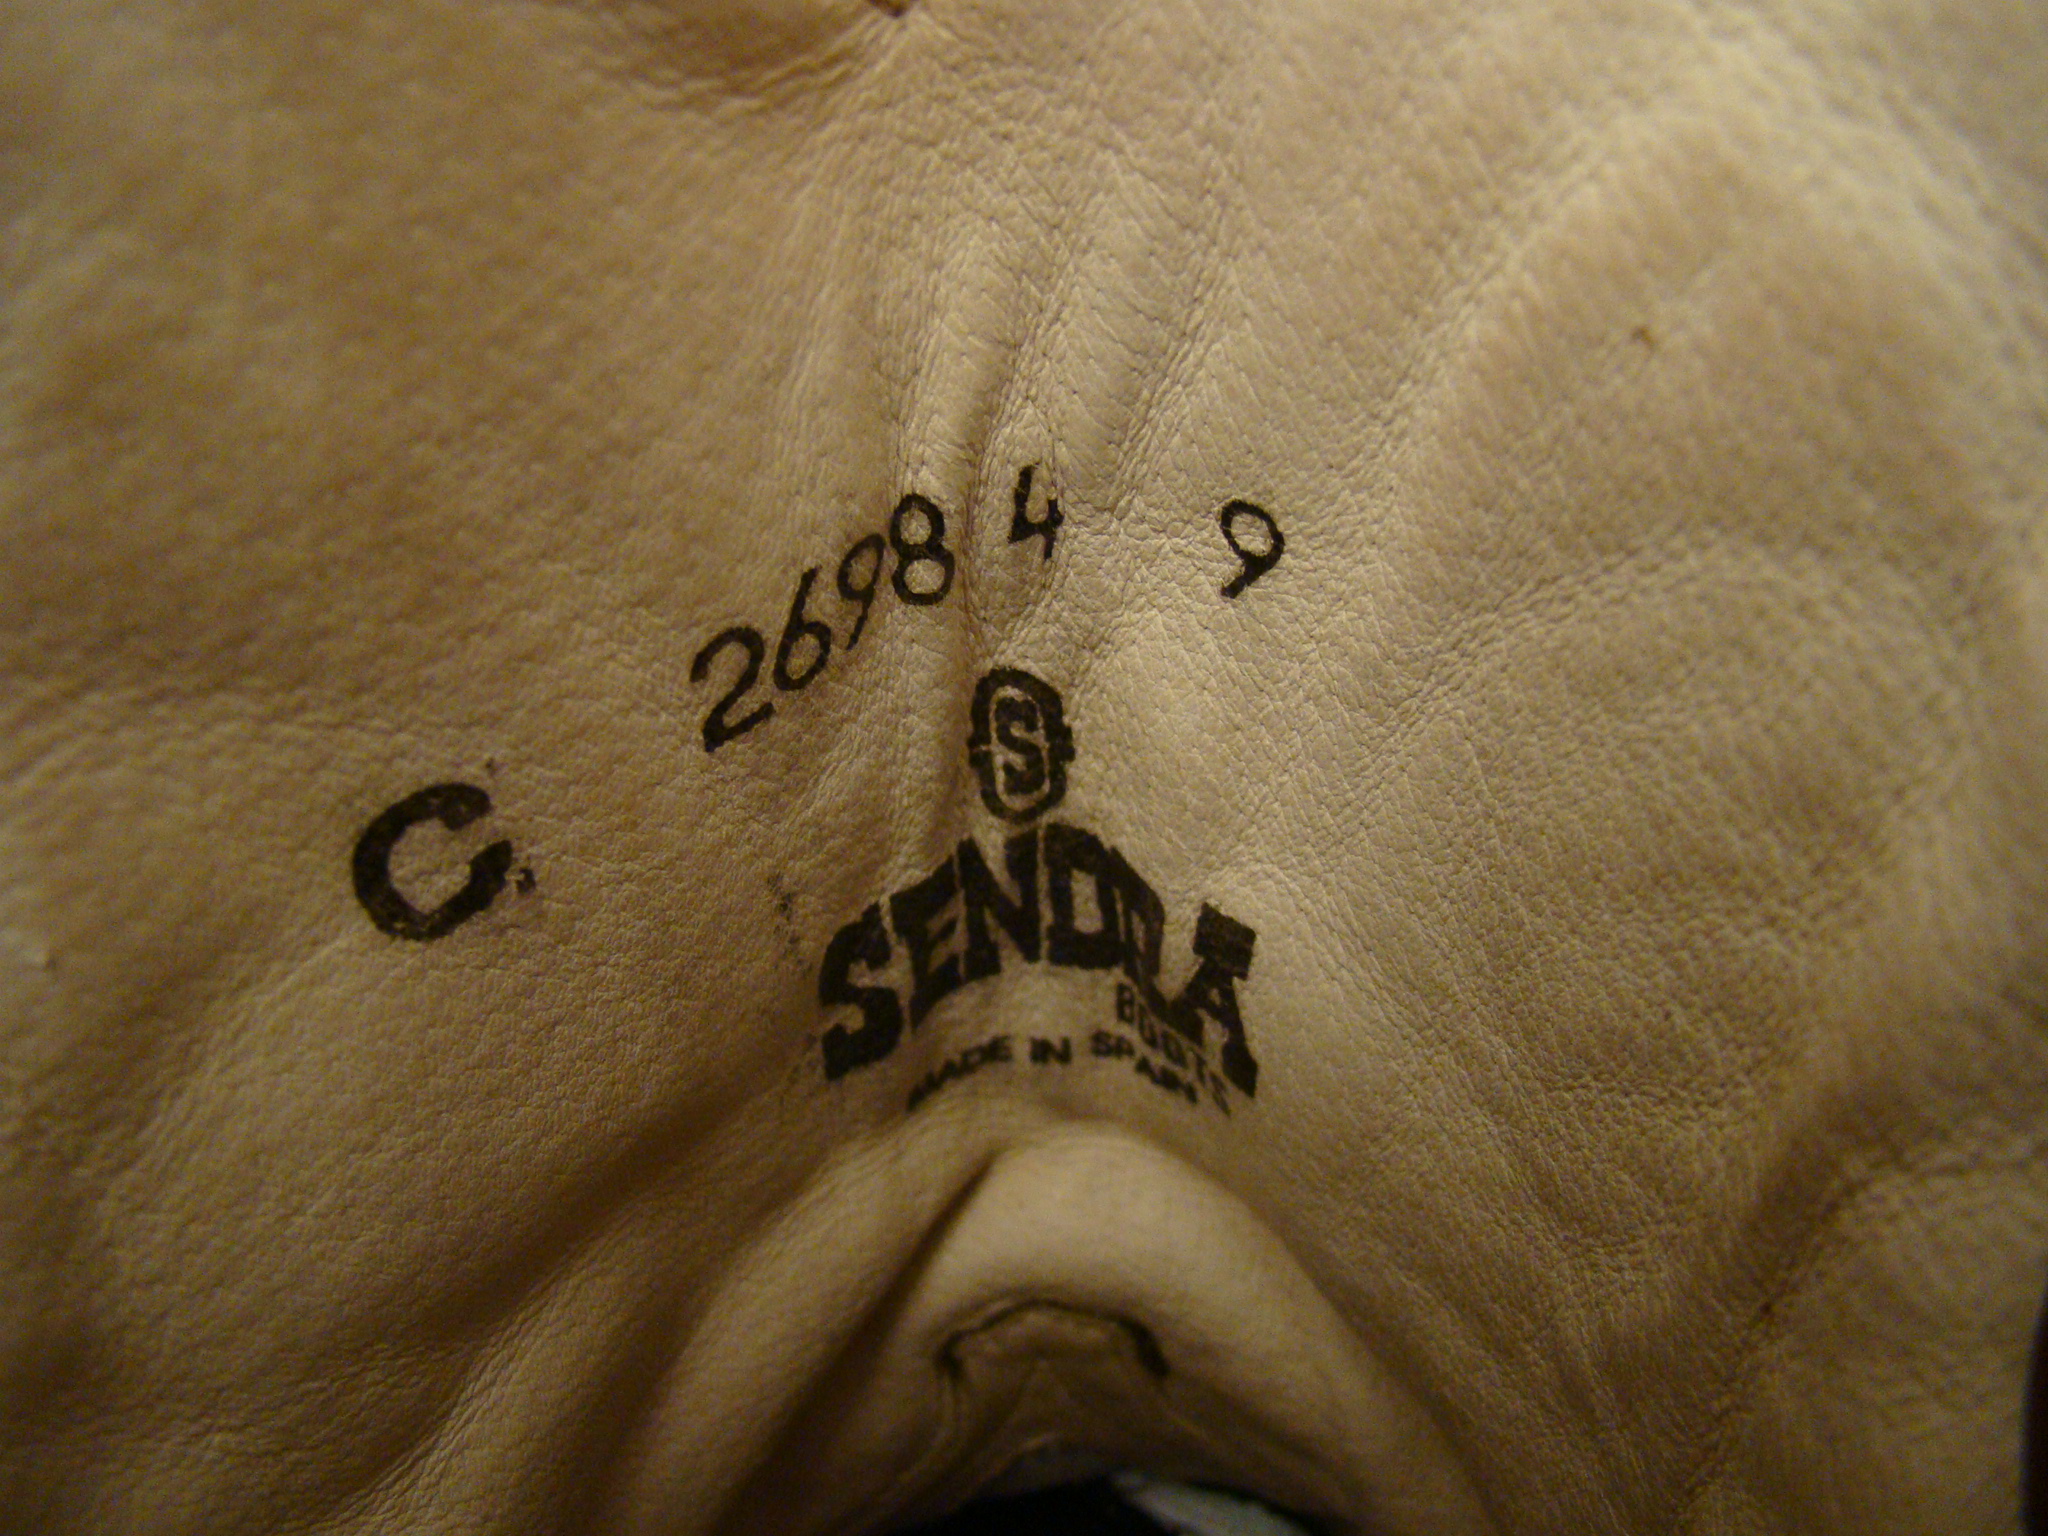 2698 4 9
C
S
SENDRA
BOOTS
MADE IN SPAIN